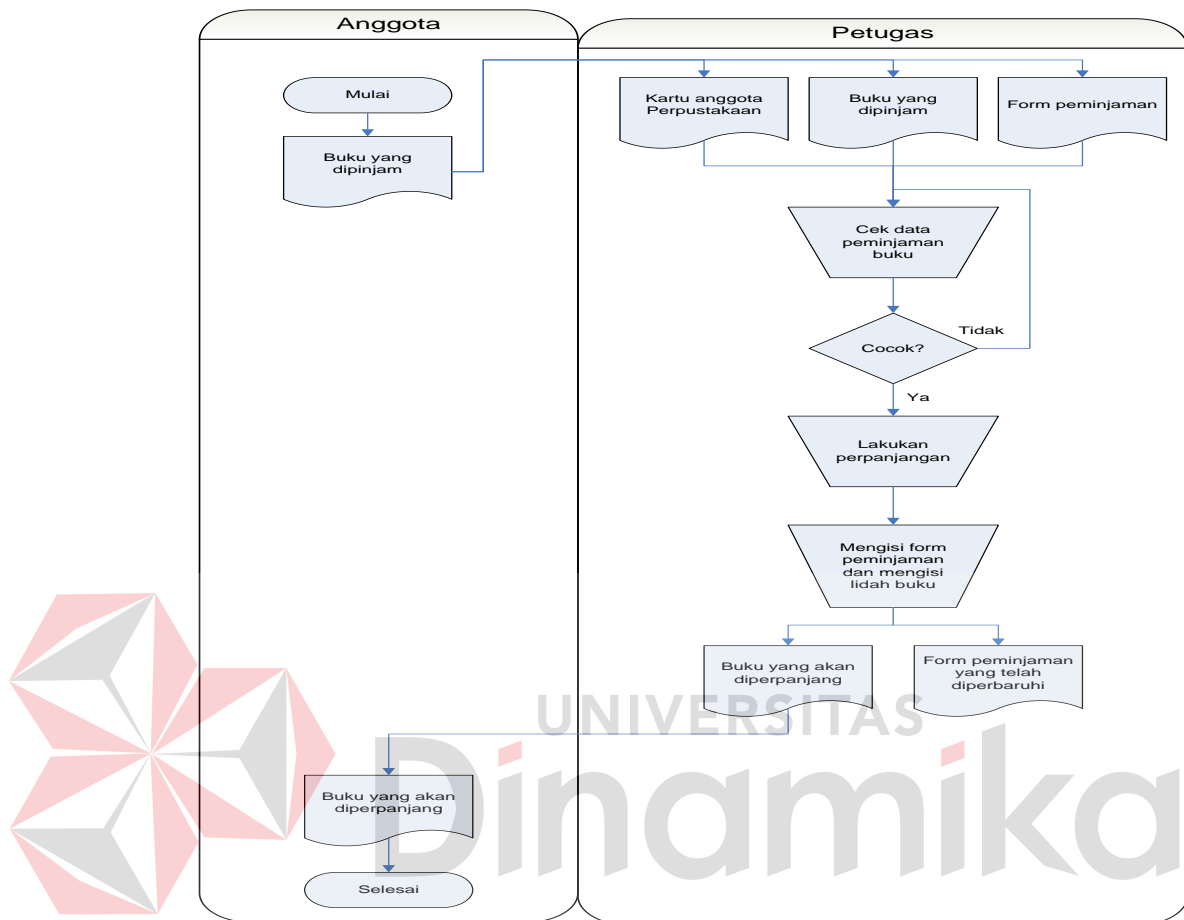 Anggota
Petugas
Mulai
Buku yang
dipinjam
Kartu anggota
Perpustakaan
Buku yang
dipinjam
Form peminjaman
Cek data
peminjaman
buku
Cocok?
Tidak
Ya
Lakukan
perpanjangan
Mengisi form
peminjaman
dan mengisi
lidah buku
Buku yang akan
diperpanjang
Form peminjaman
yang telah
diperbaruhi
Buku yang akan
diperpanjang
Selesai
UNIVERSITAS
Dinamika